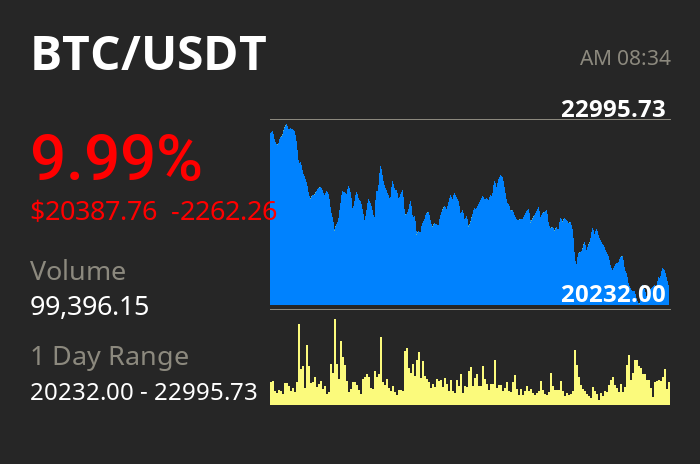 BTC/USDT
AM 08:34
22995.73
9.99%
$20387.76 -2262.26
Volume
20232.00
99,396.15
1 Day Range
20232.00 - 22995.73